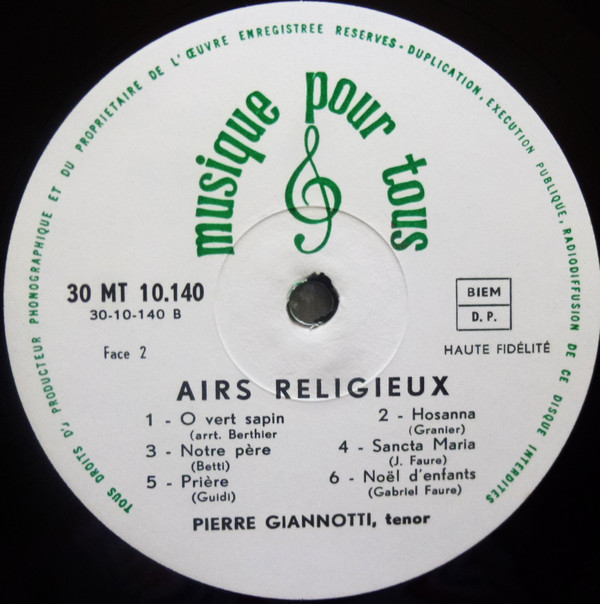 TOUS DROITS DU PRODUCTEUR PHONOGRAPHIQUE ET DU PROPRIETAIRE DE L'ŒUVRE ENREGISTREE RESERVES - DUPLICATION, EXECUTION PUBLIQUE, RADIODIFFUSION DE CE DISQUE INTERDITES
musique pour tous
30 MT 10.140
30-10-140 B
BIEM
D. P.
Face 2
HAUTE FIDÉLITÉ
AIRS RELIGIEUX
1 - O vert sapin
(arrt. Berthier
2 - Hosanna
(Granier)
3 - Notre père
(Betti)
4 - Sancta Maria
(J. Faure)
5 - Prière
(Guidi)
6 - Noël d'enfants
(Gabriel Faure)
PIERRE GIANNOTTI, tenor